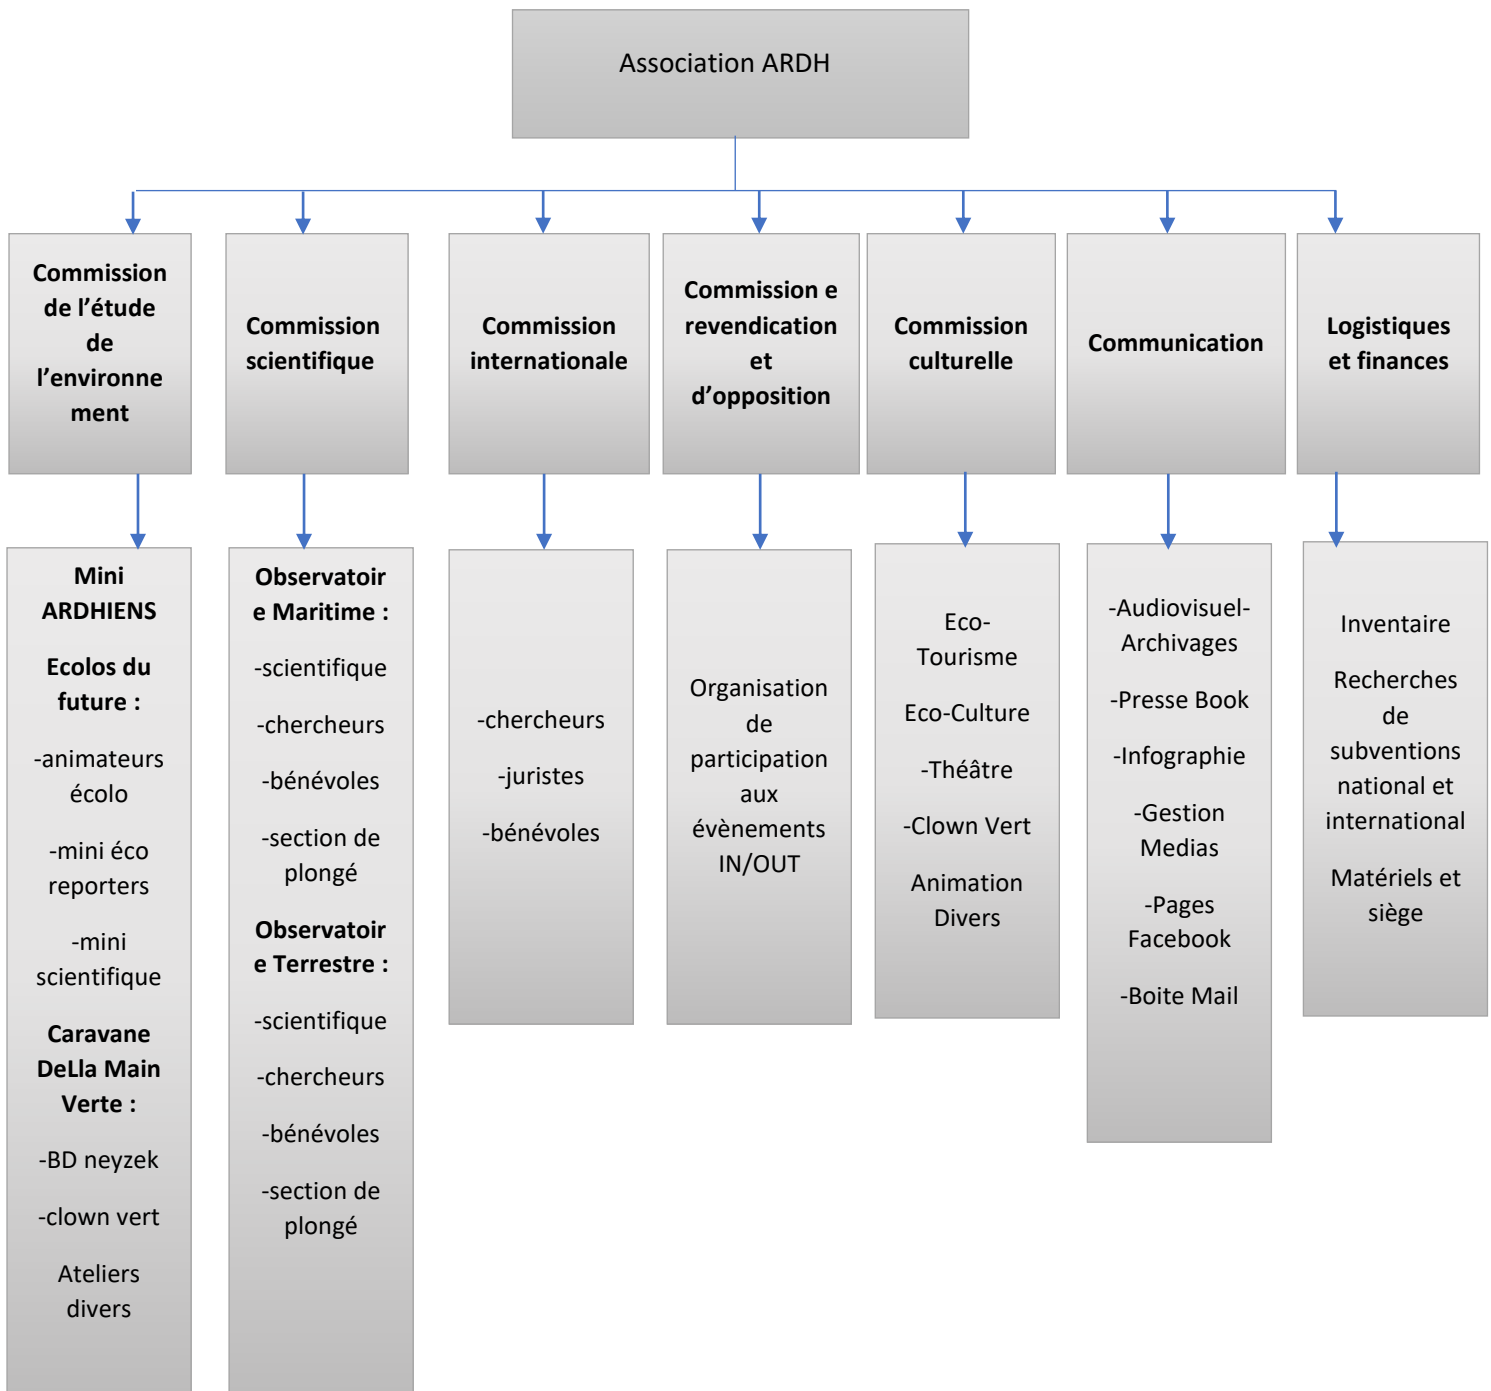 Association ARDH
Commission
de l’étude
de
l’environne
ment
Commission
scientifique
Commission
internationale
Commission e
revendication
et
d’opposition
Commission
culturelle
Communication
Logistiques
et finances
Mini
ARDHIENS
Ecolos du
future :
-animateurs
écolo
-mini éco
reporters
-mini
scientifique
Caravane
DeLla Main
Verte :
-BD neyzek
-clown vert
Ateliers
divers
Observatoir
e Maritime :
-scientifique
-chercheurs
-bénévoles
-section de
plongé
Observatoir
e Terrestre :
-scientifique
-chercheurs
-bénévoles
-section de
plongé
-chercheurs
-juristes
-bénévoles
Organisation
de
participation
aux
évènements
IN/OUT
Eco-
Tourisme
Eco-Culture
-Théâtre
-Clown Vert
Animation
Divers
-Audiovisuel-
Archivages
-Presse Book
-Infographie
-Gestion
Medias
-Pages
Facebook
-Boite Mail
Inventaire
Recherches
de
subventions
national et
international
Matériels et
siège